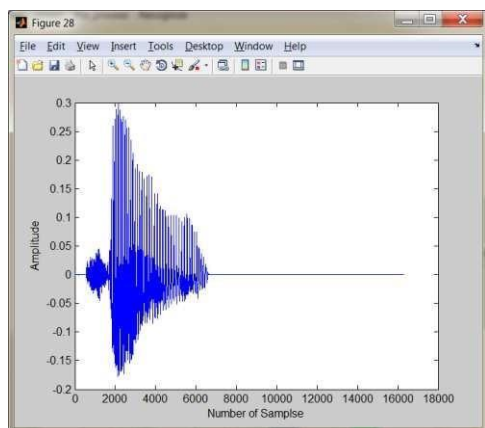 Figure 28
File Edit View Insert Tools Desktop Window Help
0.3
0.25
0.2
0.15
0.1
0.05
0
-0.05
-0.1
-0.15
-0.2
Amplitude
0 2000 4000 6000 8000 10000 12000 14000 16000 18000
Number of Samplse